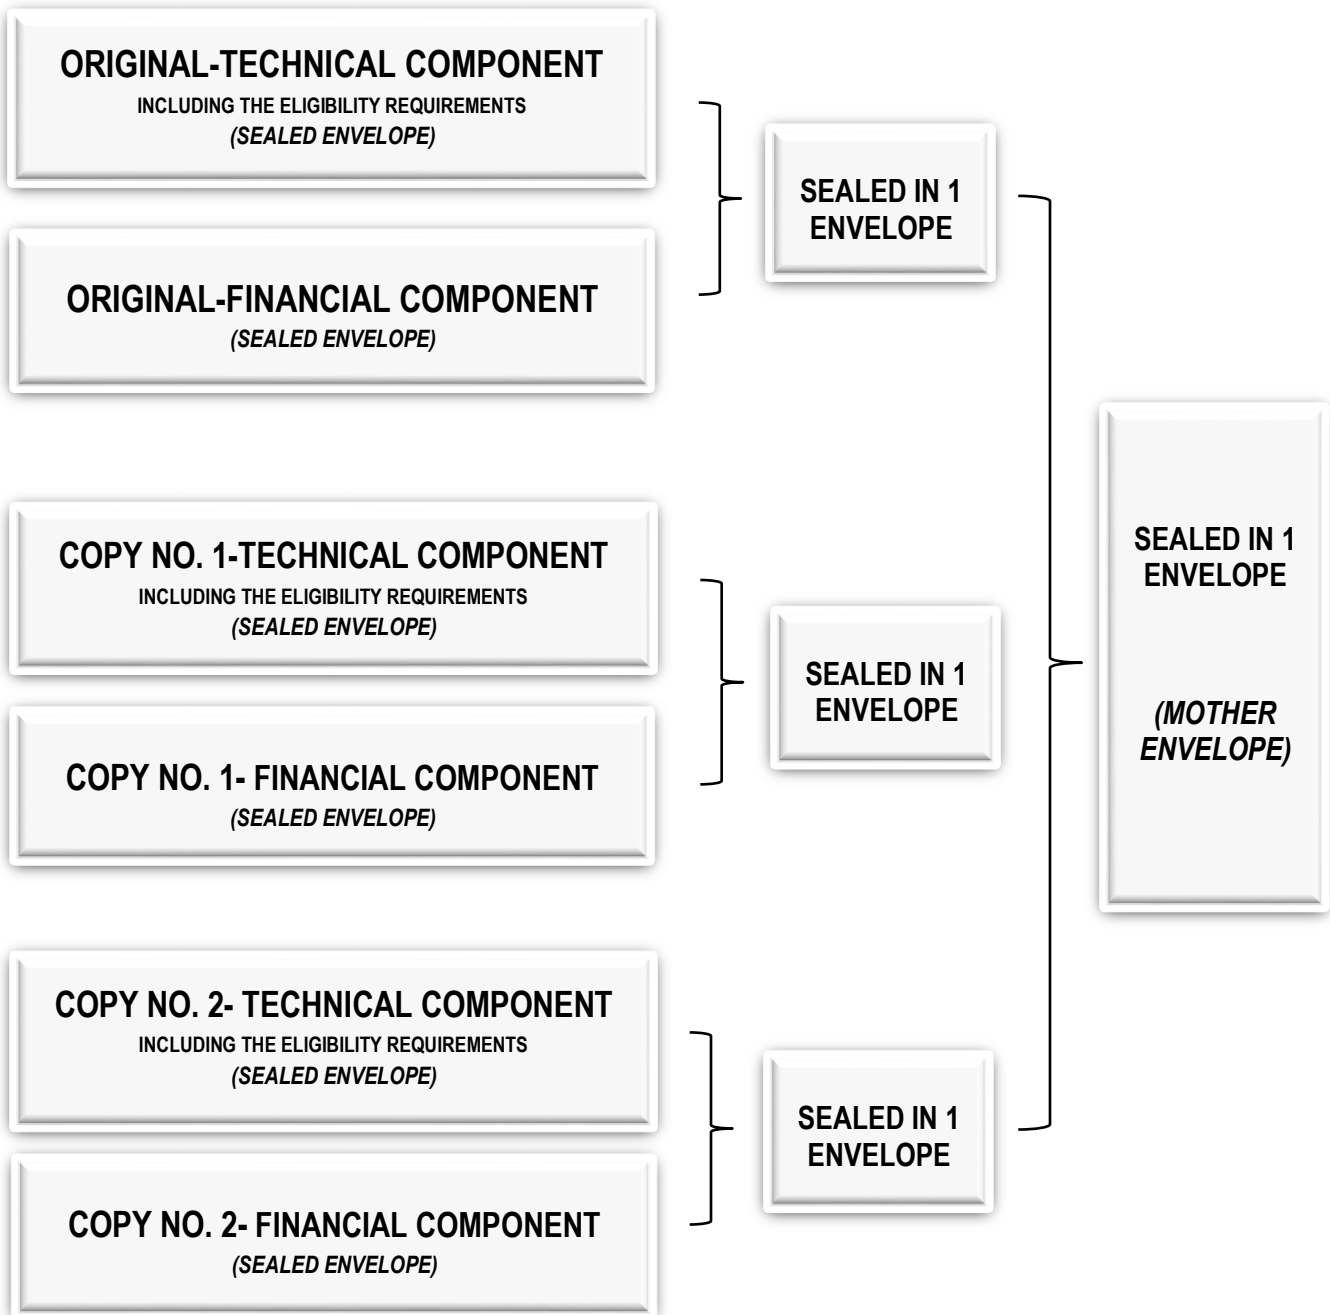 ORIGINAL-TECHNICAL COMPONENT
INCLUDING THE ELIGIBILITY REQUIREMENTS
(SEALED ENVELOPE)
ORIGINAL-FINANCIAL COMPONENT
(SEALED ENVELOPE)
SEALED IN 1
ENVELOPE
COPY NO. 1-TECHNICAL COMPONENT
INCLUDING THE ELIGIBILITY REQUIREMENTS
(SEALED ENVELOPE)
COPY NO. 1- FINANCIAL COMPONENT
(SEALED ENVELOPE)
SEALED IN 1
ENVELOPE
COPY NO. 2- TECHNICAL COMPONENT
INCLUDING THE ELIGIBILITY REQUIREMENTS
(SEALED ENVELOPE)
COPY NO. 2- FINANCIAL COMPONENT
(SEALED ENVELOPE)
SEALED IN 1
ENVELOPE
SEALED IN 1
ENVELOPE
(MOTHER
ENVELOPE)